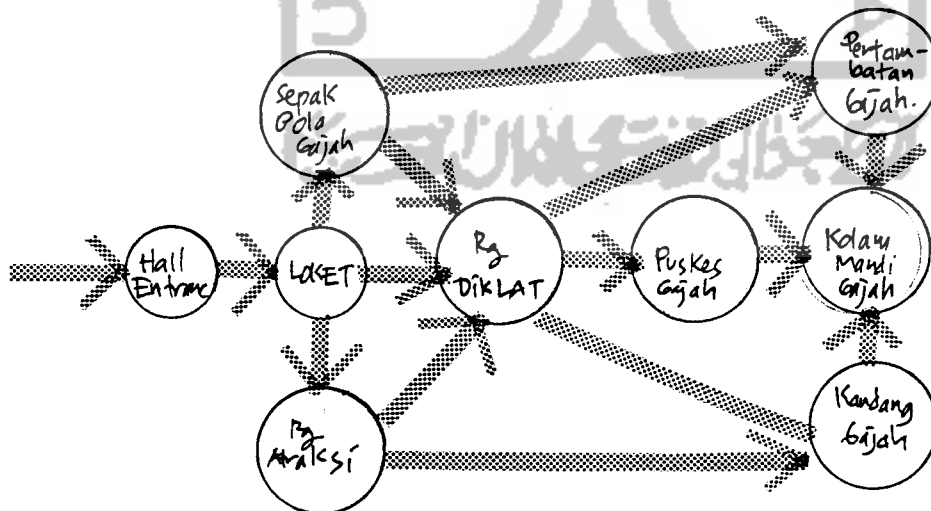 Sepak
Bola
Gajah
Pertam-
batan
Gajah.
Hall
Entranc
LOKET
Rg
DIKLAT
Puskes
Gajah
Kolam
Mandi
Gajah
Rg
Atraksi
Kandang
Gajah